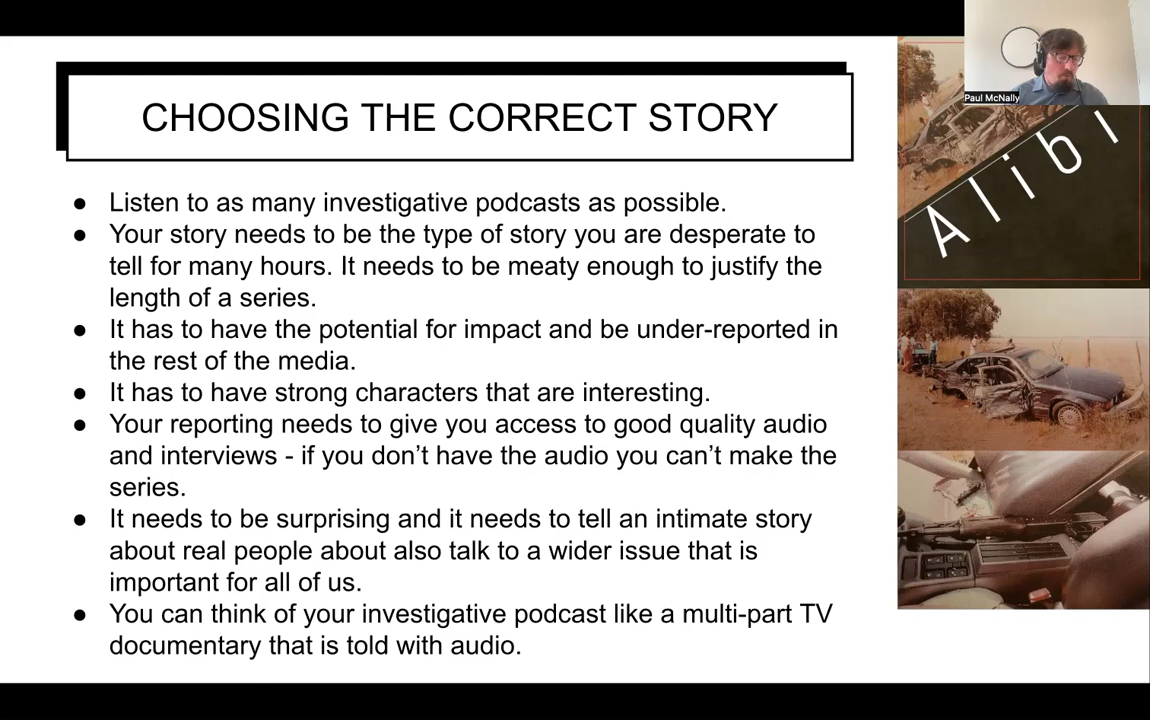 CHOOSING THE CORRECT STORY
● Listen to as many investigative podcasts as possible.
● Your story needs to be the type of story you are desperate to
tell for many hours. It needs to be meaty enough to justify the
length of a series.
● It has to have the potential for impact and be under-reported in
the rest of the media.
● It has to have strong characters that are interesting.
● Your reporting needs to give you access to good quality audio
and interviews - if you don’t have the audio you can’t make the
series.
● It needs to be surprising and it needs to tell an intimate story
about real people about also talk to a wider issue that is
important for all of us.
● You can think of your investigative podcast like a multi-part TV
documentary that is told with audio.
Paul McNally
Alibi